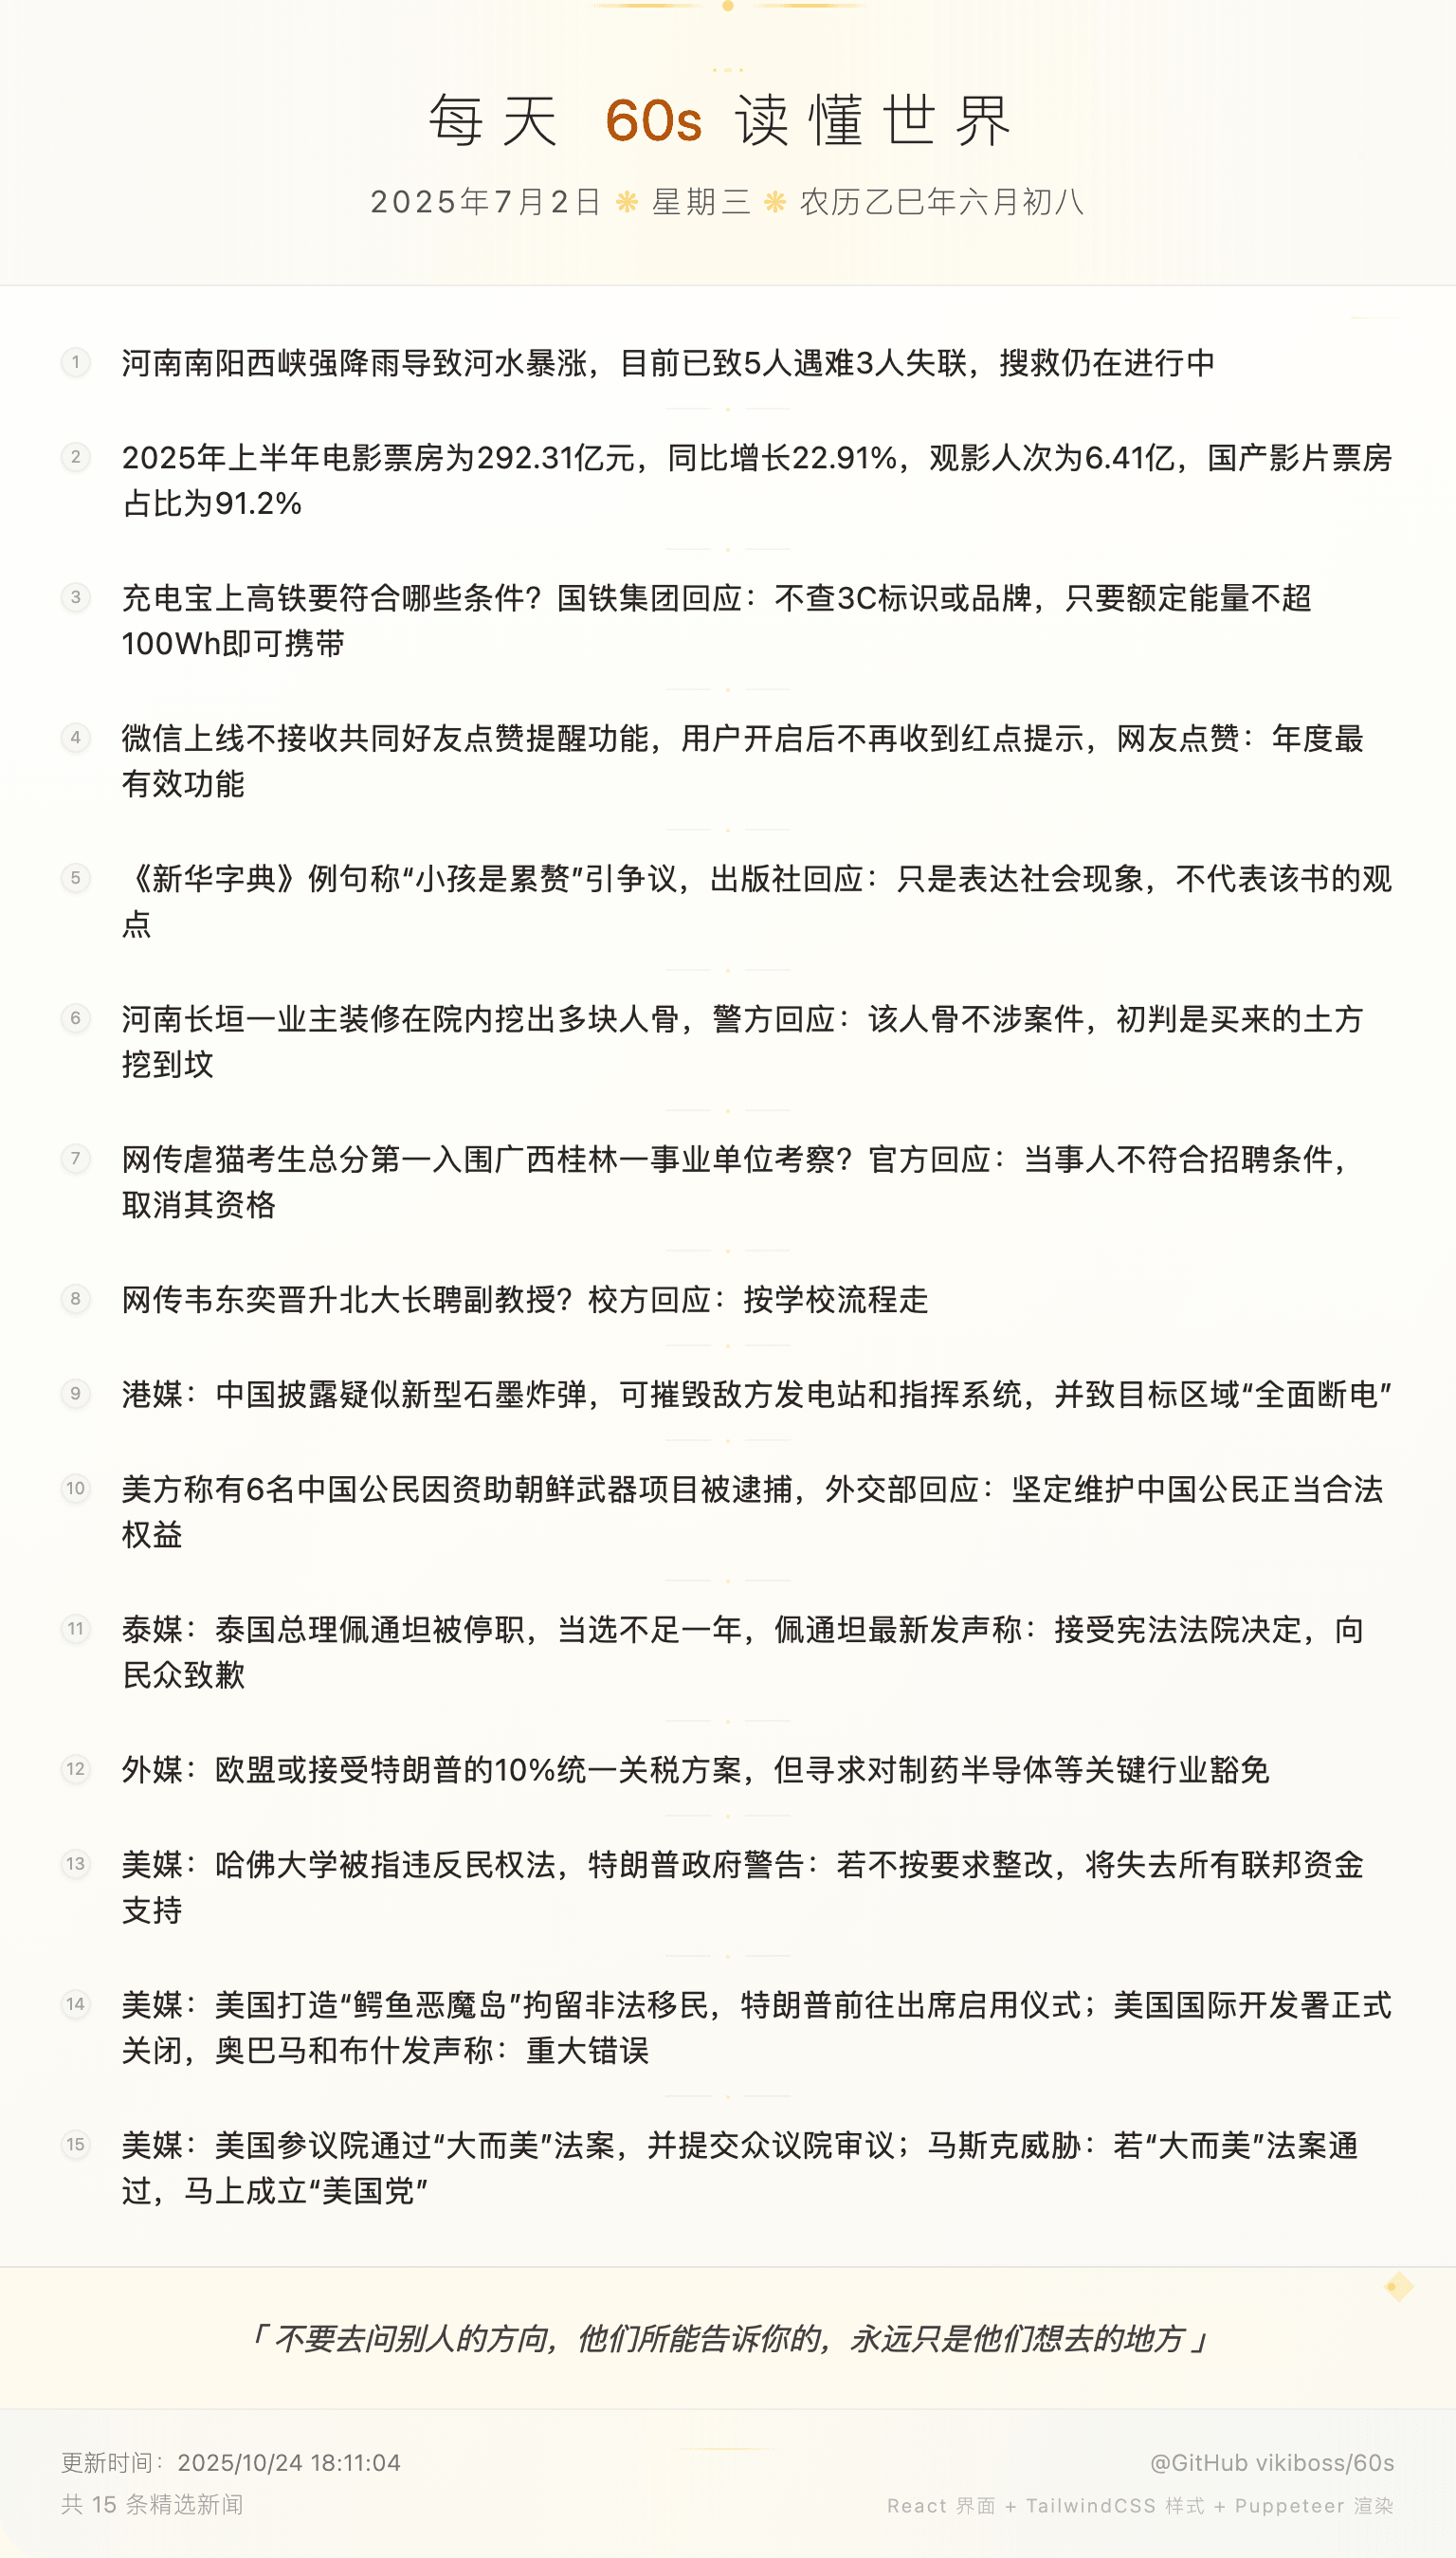 每天 60s 读懂世界
2025年7月2日 ❋ 星期三 ❋ 农历乙巳年六月初八
1 河南南阳西峡强降雨导致河水暴涨，目前已致5人遇难3人失联，搜救仍在进行中
2 2025年上半年电影票房为292.31亿元，同比增长22.91%，观影人次为6.41亿，国产影片票房
占比为91.2%
3 充电宝上高铁要符合哪些条件？国铁集团回应：不查3C标识或品牌，只要额定能量不超
100Wh即可携带
4 微信上线不接收共同好友点赞提醒功能，用户开启后不再收到红点提示，网友点赞：年度最
有效功能
5 《新华字典》例句称“小孩是累赘”引争议，出版社回应：只是表达社会现象，不代表该书的观
点
6 河南长垣一业主装修在院内挖出多块人骨，警方回应：该人骨不涉案件，初判是买来的土方
挖到坟
7 网传虐猫考生总分第一入围广西桂林一事业单位考察？官方回应：当事人不符合招聘条件，
取消其资格
8 网传韦东奕晋升北大长聘副教授？校方回应：按学校流程走
9 港媒：中国披露疑似新型石墨炸弹，可摧毁敌方发电站和指挥系统，并致目标区域“全面断电”
10 美方称有6名中国公民因资助朝鲜武器项目被逮捕，外交部回应：坚定维护中国公民正当合法
权益
11 泰媒：泰国总理佩通坦被停职，当选不足一年，佩通坦最新发声称：接受宪法法院决定，向
民众致歉
12 外媒：欧盟或接受特朗普的10%统一关税方案，但寻求对制药半导体等关键行业豁免
13 美媒：哈佛大学被指违反民权法，特朗普政府警告：若不按要求整改，将失去所有联邦资金
支持
14 美媒：美国打造“鳄鱼恶魔岛”拘留非法移民，特朗普前往出席启用仪式；美国国际开发署正式
关闭，奥巴马和布什发声称：重大错误
15 美媒：美国参议院通过“大而美”法案，并提交众议院审议；马斯克威胁：若“大而美”法案通
过，马上成立“美国党”
「 不要去问别人的方向，他们所能告诉你的，永远只是他们想去的地方 」
更新时间：2025/10/24 18:11:04
共 15 条精选新闻
@GitHub vikiboss/60s
React 界面 + TailwindCSS 样式 + Puppeteer 渲染